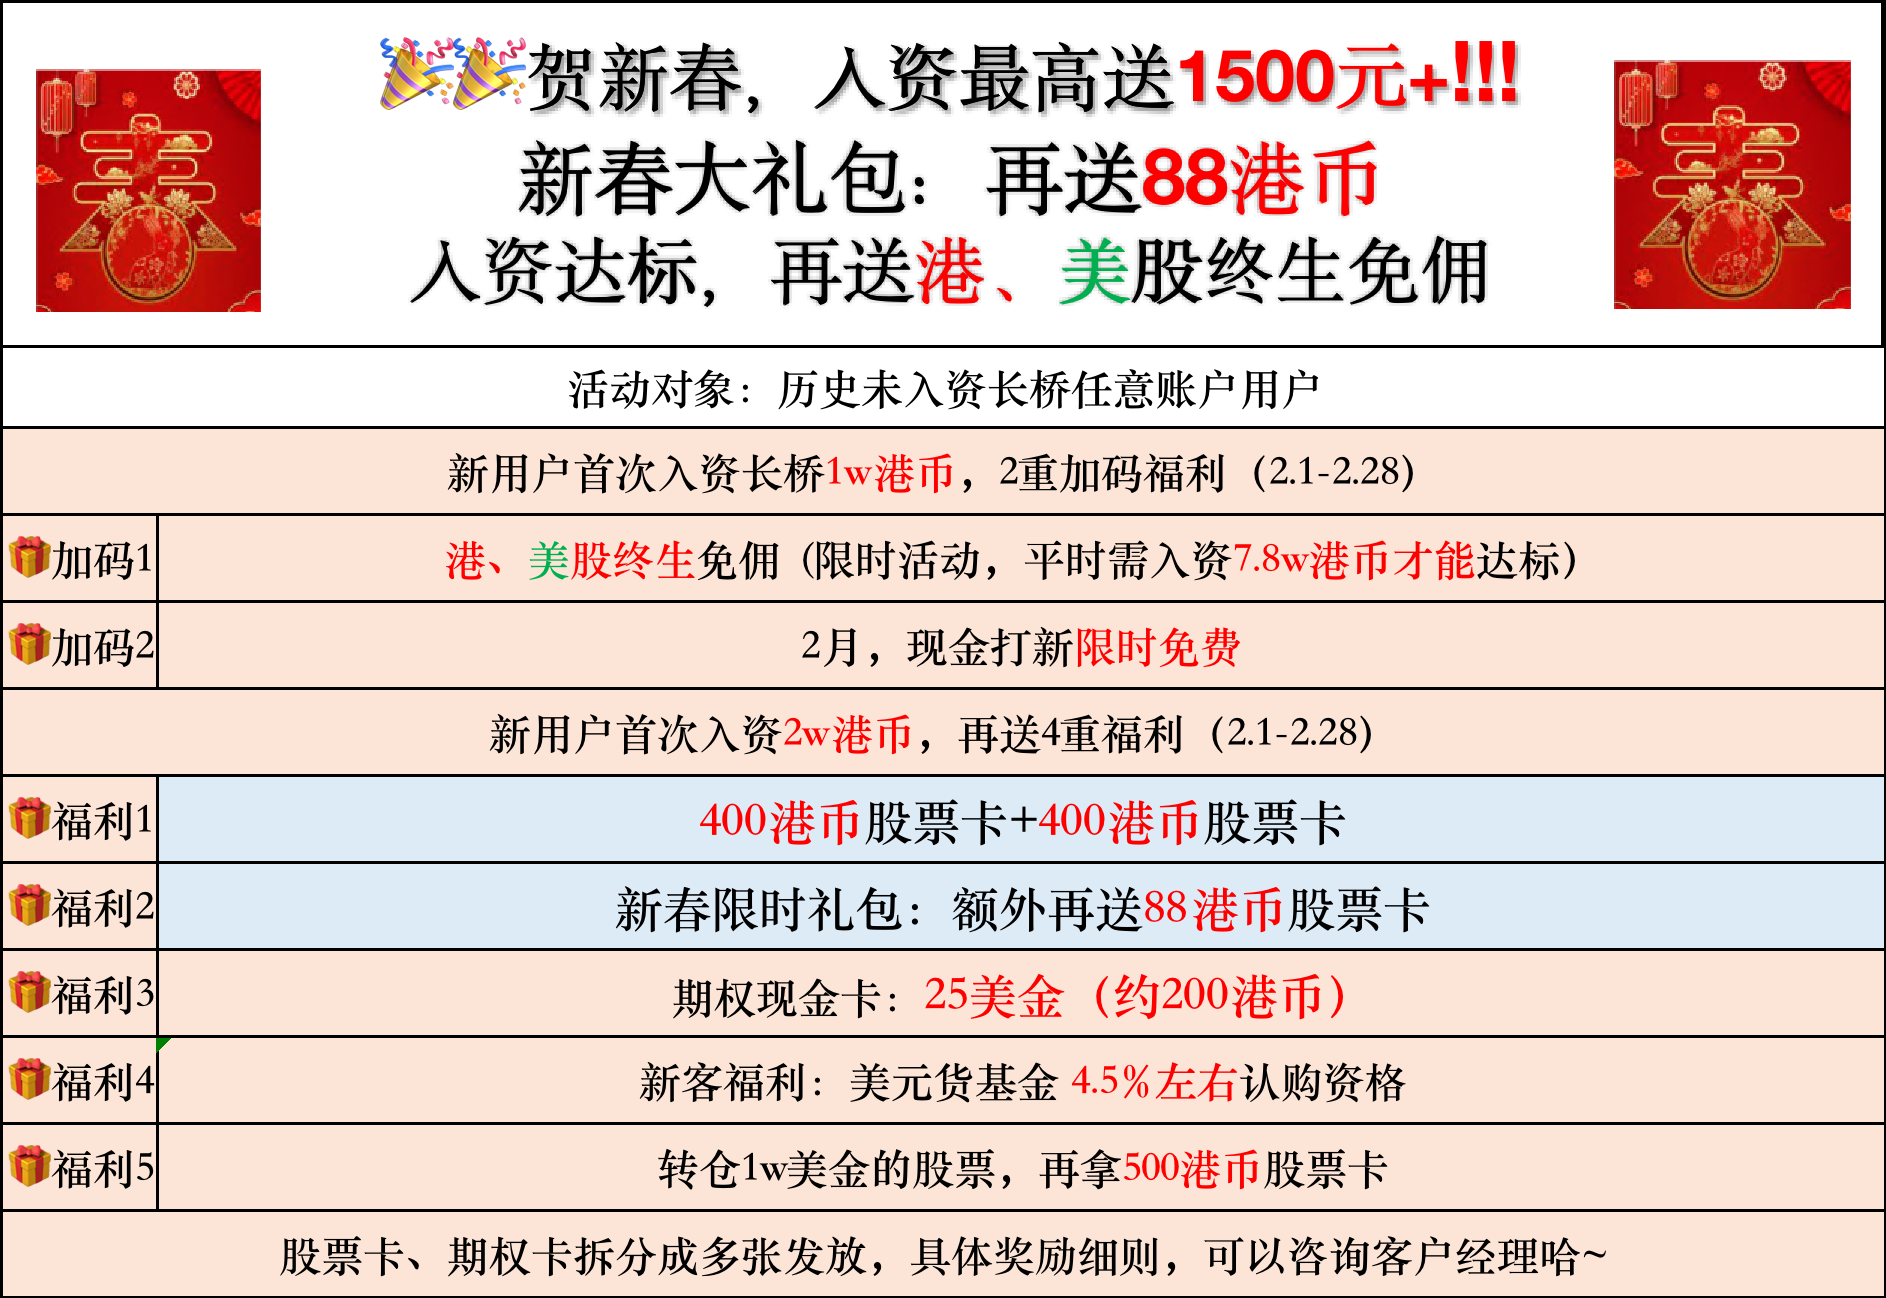 🎉🎉贺新春，入资最高送1500元+!!!
新春大礼包：再送88港币
入资达标，再送港、美股终生免佣
活动对象：历史未入资长桥任意账户用户
新用户首次入资长桥1w港币，2重加码福利（2.1-2.28）
🎁加码1 港、美股终生免佣（限时活动，平时需入资7.8w港币才能达标）
🎁加码2 2月，现金打新限时免费
新用户首次入资2w港币，再送4重福利（2.1-2.28）
🎁福利1 400港币股票卡+400港币股票卡
🎁福利2 新春限时礼包：额外再送88港币股票卡
🎁福利3 期权现金卡：25美金（约200港币）
🎁福利4 新客福利：美元货基金 4.5%左右认购资格
🎁福利5 转仓1w美金的股票，再拿500港币股票卡
股票卡、期权卡拆分成多张发放，具体奖励细则，可以咨询客户经理哈~